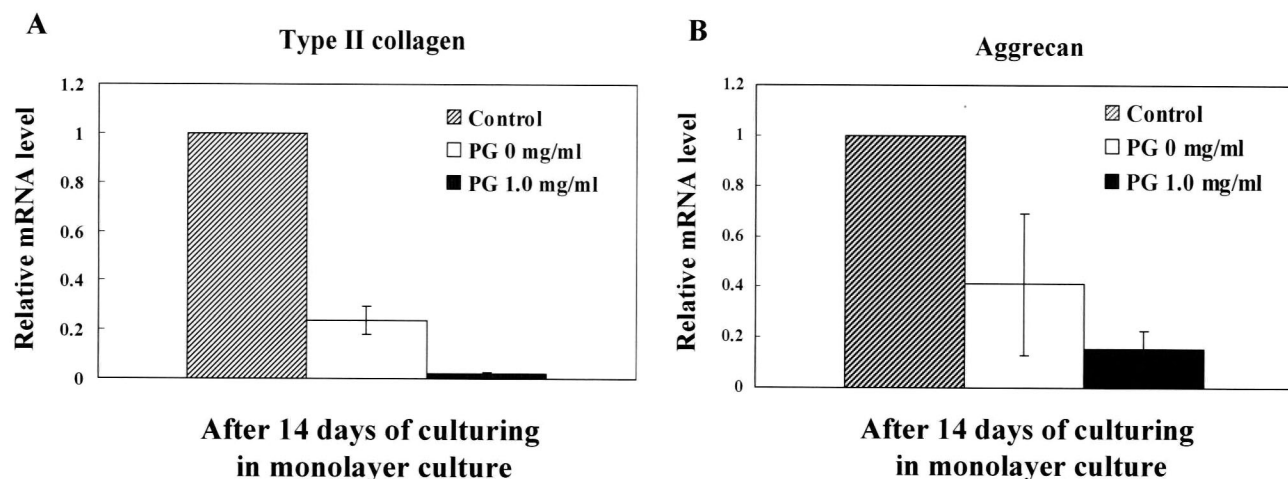 A
Type II collagen
Relative mRNA level
1.2
1
0.8
0.6
0.4
0.2
0
Control
PG 0 mg/ml
PG 1.0 mg/ml
After 14 days of culturing
in monolayer culture
B
Aggrecan
Relative mRNA level
1.2
1
0.8
0.6
0.4
0.2
0
Control
PG 0 mg/ml
PG 1.0 mg/ml
After 14 days of culturing
in monolayer culture